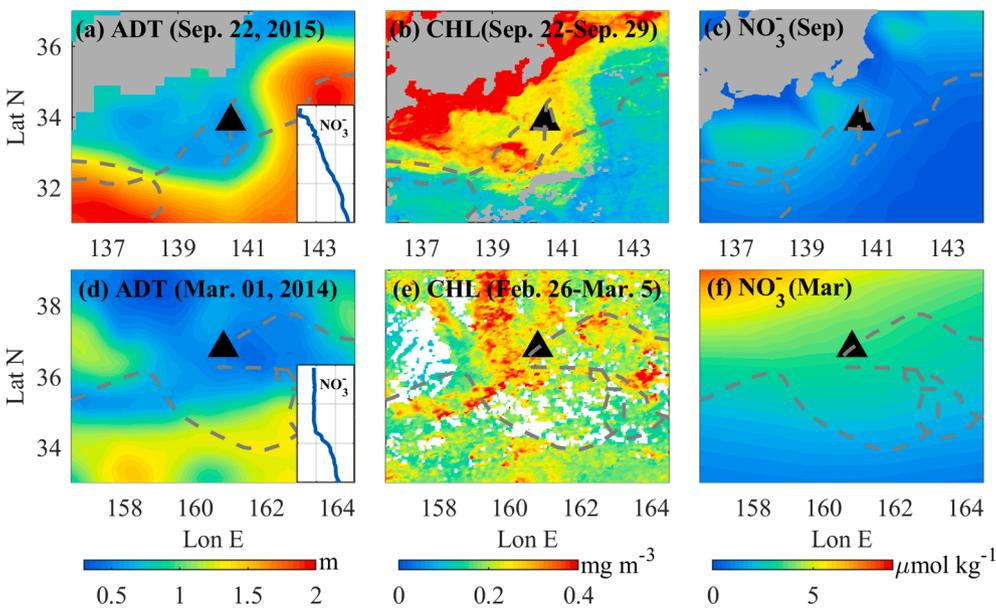 (a) ADT (Sep. 22, 2015)
(b) CHL(Sep. 22-Sep. 29)
(c) NO₃⁻(Sep)
36
34
32
Lat N
NO₃⁻
137 139 141 143
137 139 141 143
137 139 141 143
(d) ADT (Mar. 01, 2014)
(e) CHL (Feb. 26-Mar. 5)
(f) NO₃⁻(Mar)
38
36
34
Lat N
NO₃⁻
158 160 162 164
158 160 162 164
158 160 162 164
Lon E
Lon E
Lon E
m
mg m⁻³
μmol kg⁻¹
0.5 1 1.5 2
0 0.2 0.4
0 5